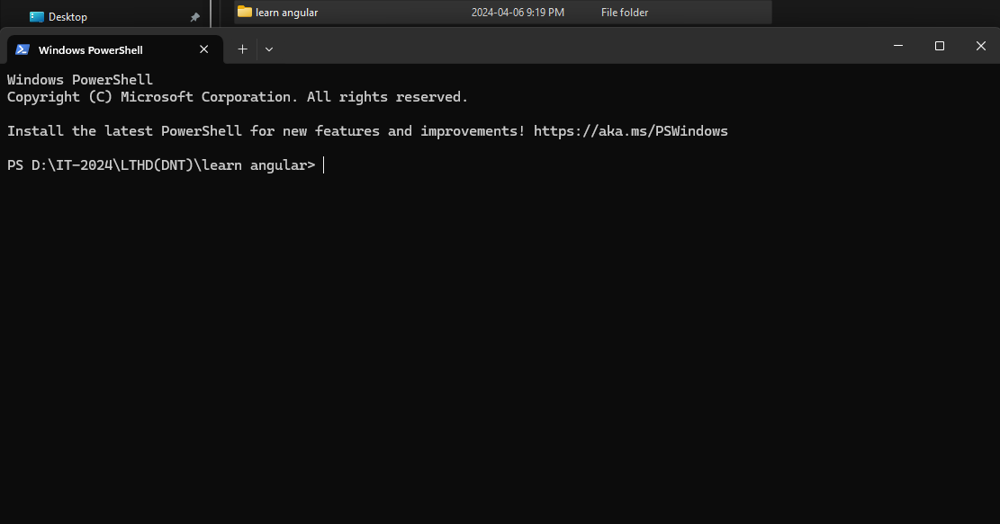 Desktop
learn angular 2024-04-06 9:19 PM File folder
Windows PowerShell
Windows PowerShell
Copyright (C) Microsoft Corporation. All rights reserved.
Install the latest PowerShell for new features and improvements! https://aka.ms/PSWindows
PS D:\IT-2024\LTHD(DNT)\learn angular>